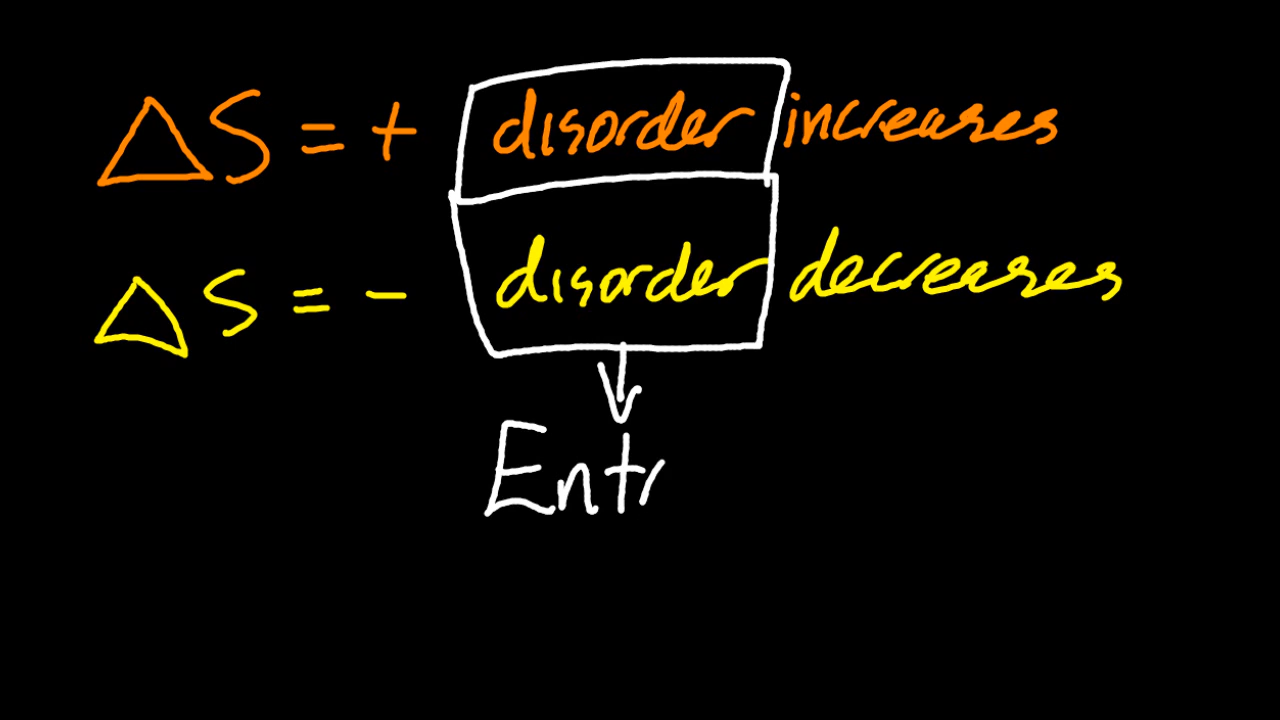 ΔS = + disorder increases
ΔS = - disorder decreases
Entr